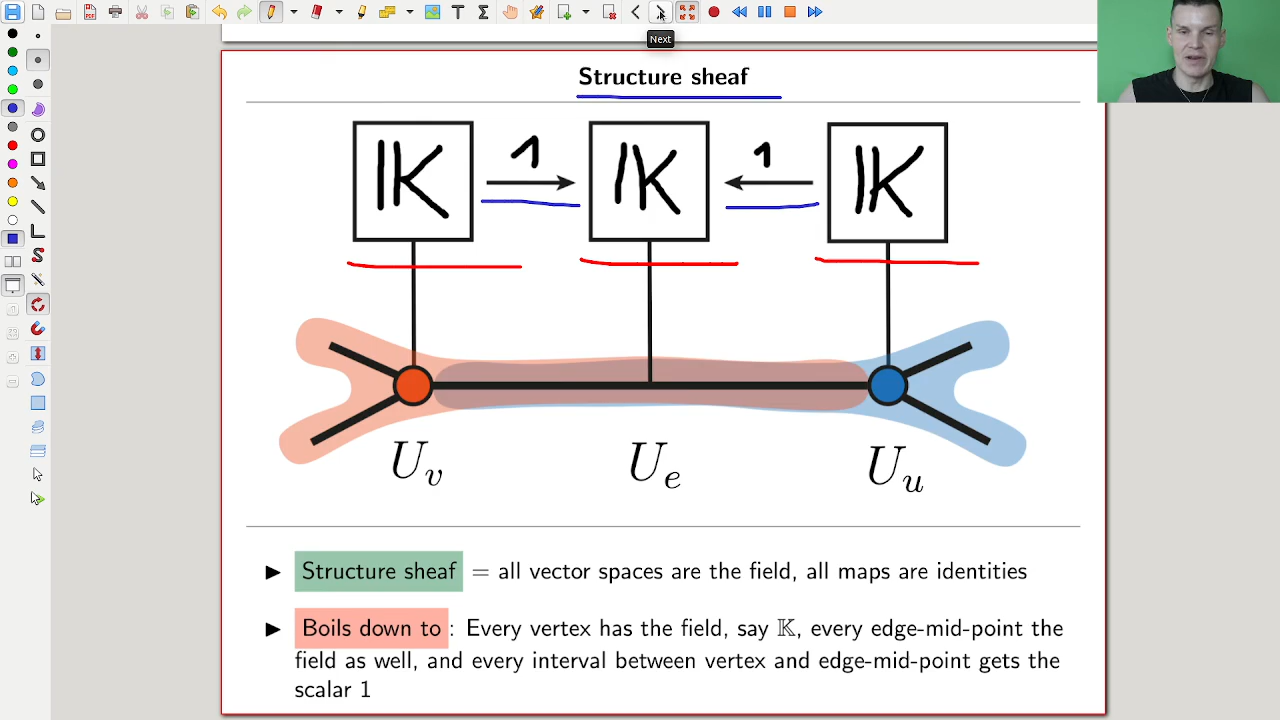 Next
Structure sheaf
𝕂 1 𝕂 1 𝕂
U_v U_e U_u
► Structure sheaf = all vector spaces are the field, all maps are identities
► Boils down to : Every vertex has the field, say 𝕂, every edge-mid-point the
field as well, and every interval between vertex and edge-mid-point gets the
scalar 1